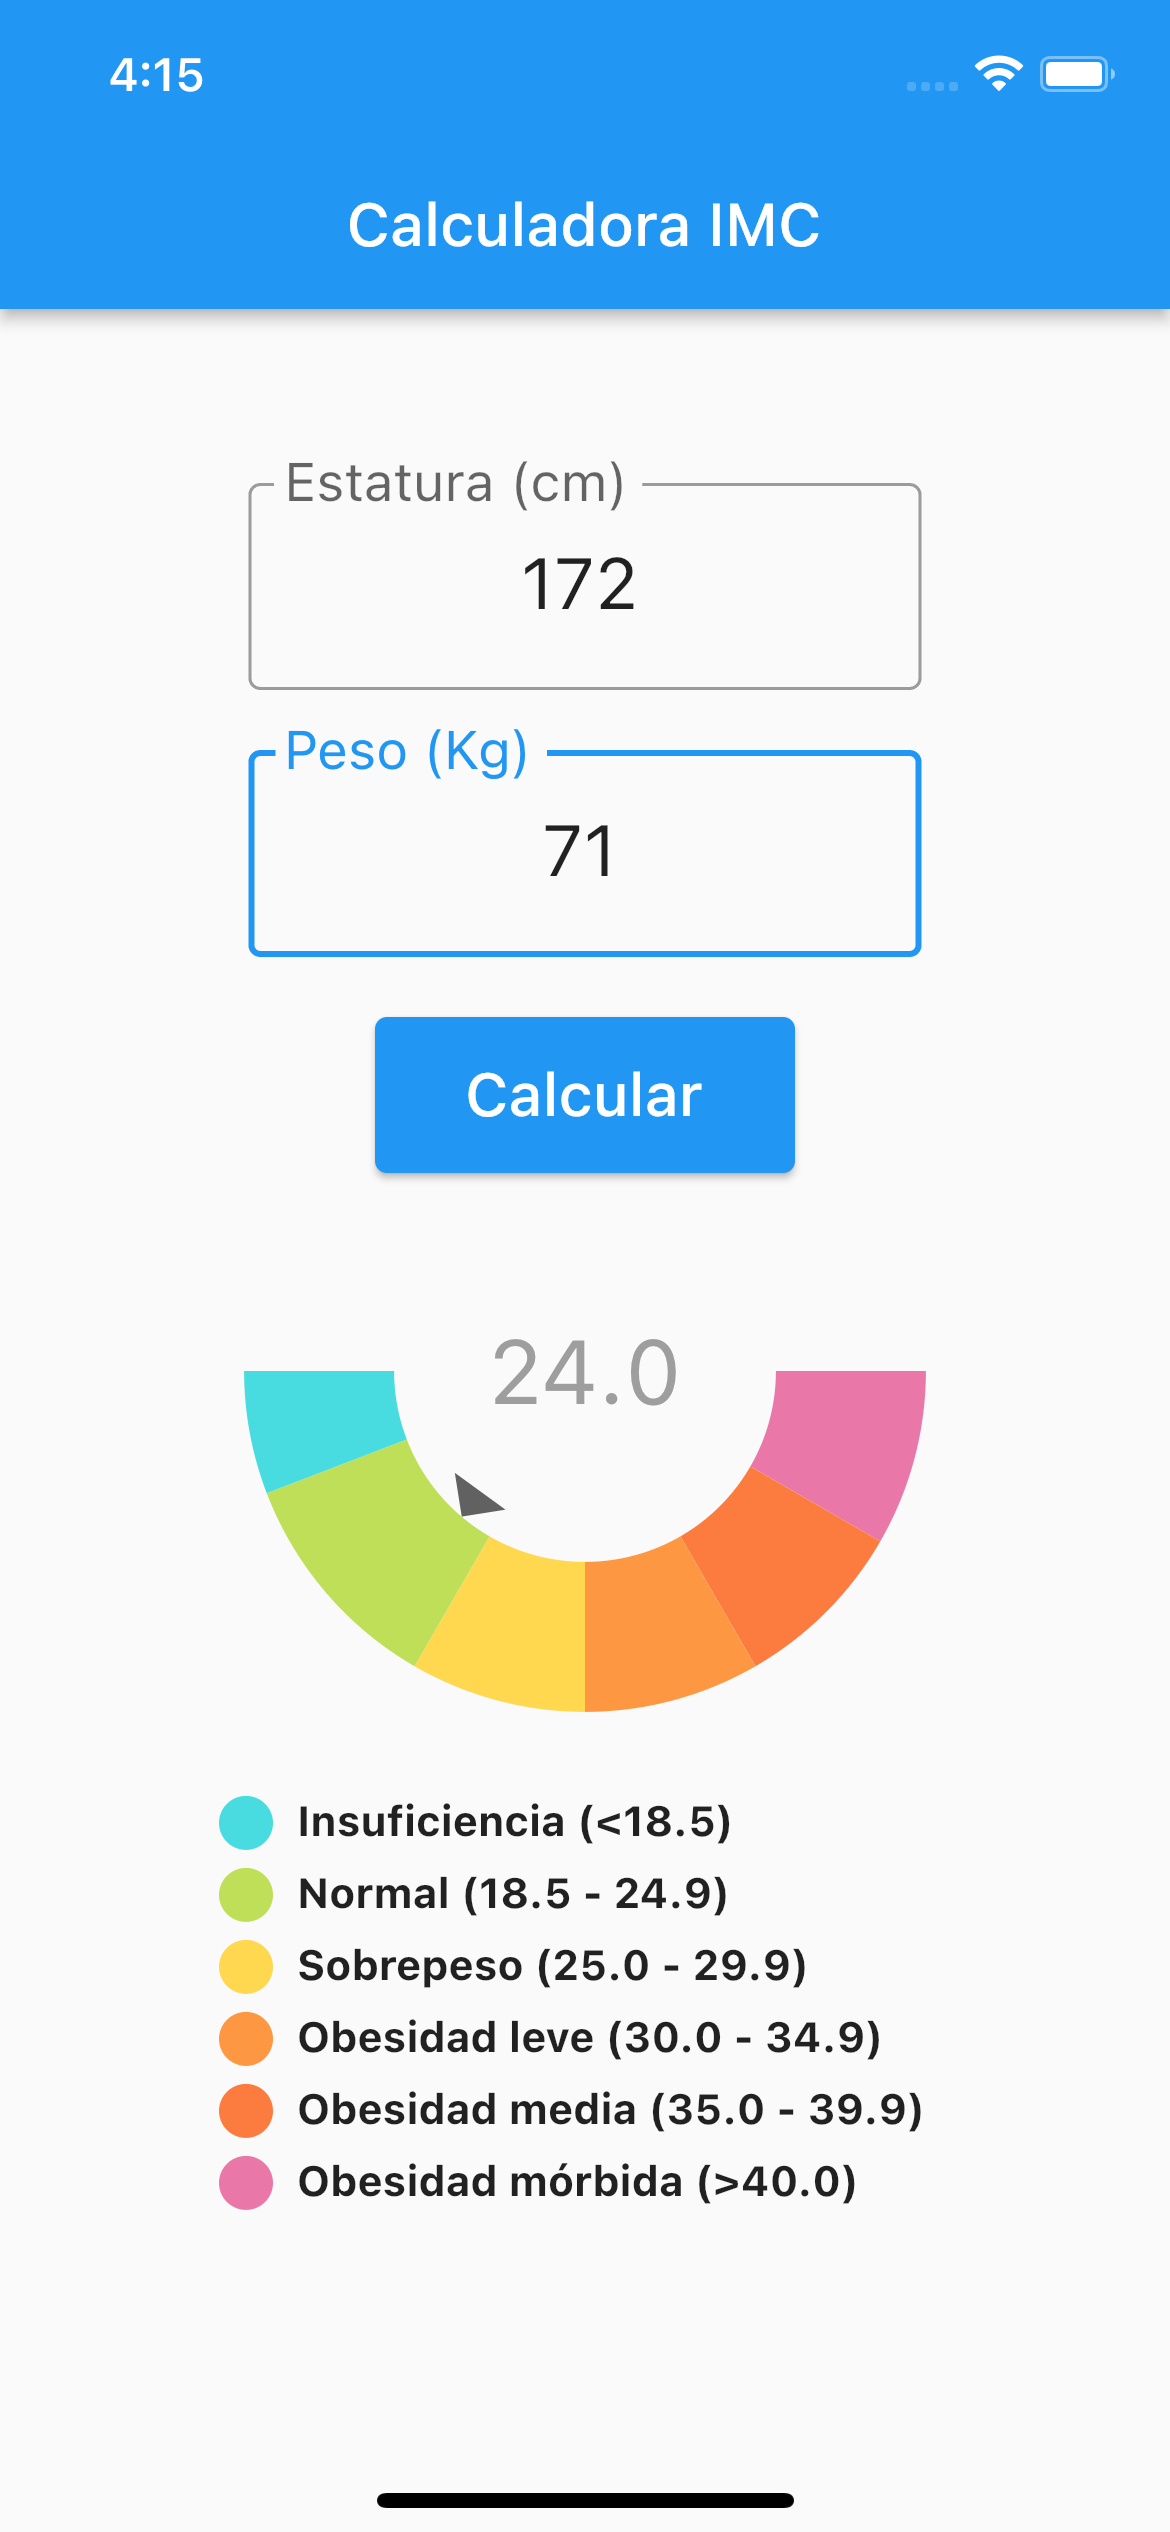 4:15
Calculadora IMC
Estatura (cm)
172
Peso (Kg)
71
Calcular
24.0
Insuficiencia (<18.5)
Normal (18.5 - 24.9)
Sobrepeso (25.0 - 29.9)
Obesidad leve (30.0 - 34.9)
Obesidad media (35.0 - 39.9)
Obesidad mórbida (>40.0)